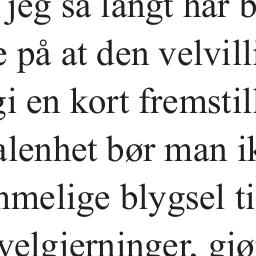 jeg så langt har b
e på at den velvilli
gi en kort fremstill
alenhet bør man ik
mmelige blygsel ti
velgjerninger, gjø